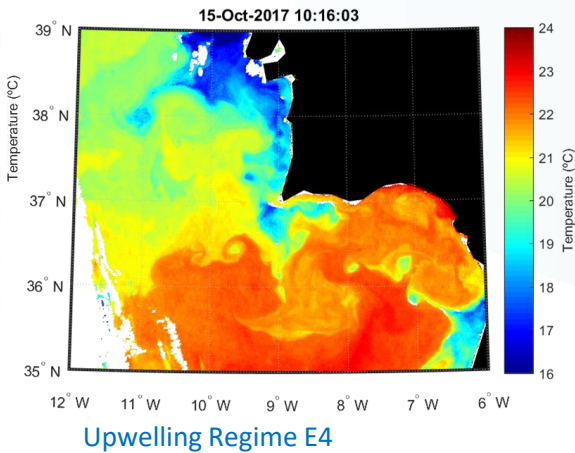 15-Oct-2017 10:16:03
39° N
38° N
37° N
36° N
35° N
Temperature (ºC)
12° W 11° W 10° W 9° W 8° W 7° W 6° W
24
23
22
21
20
19
18
17
16
Temperature (ºC)
Upwelling Regime E4